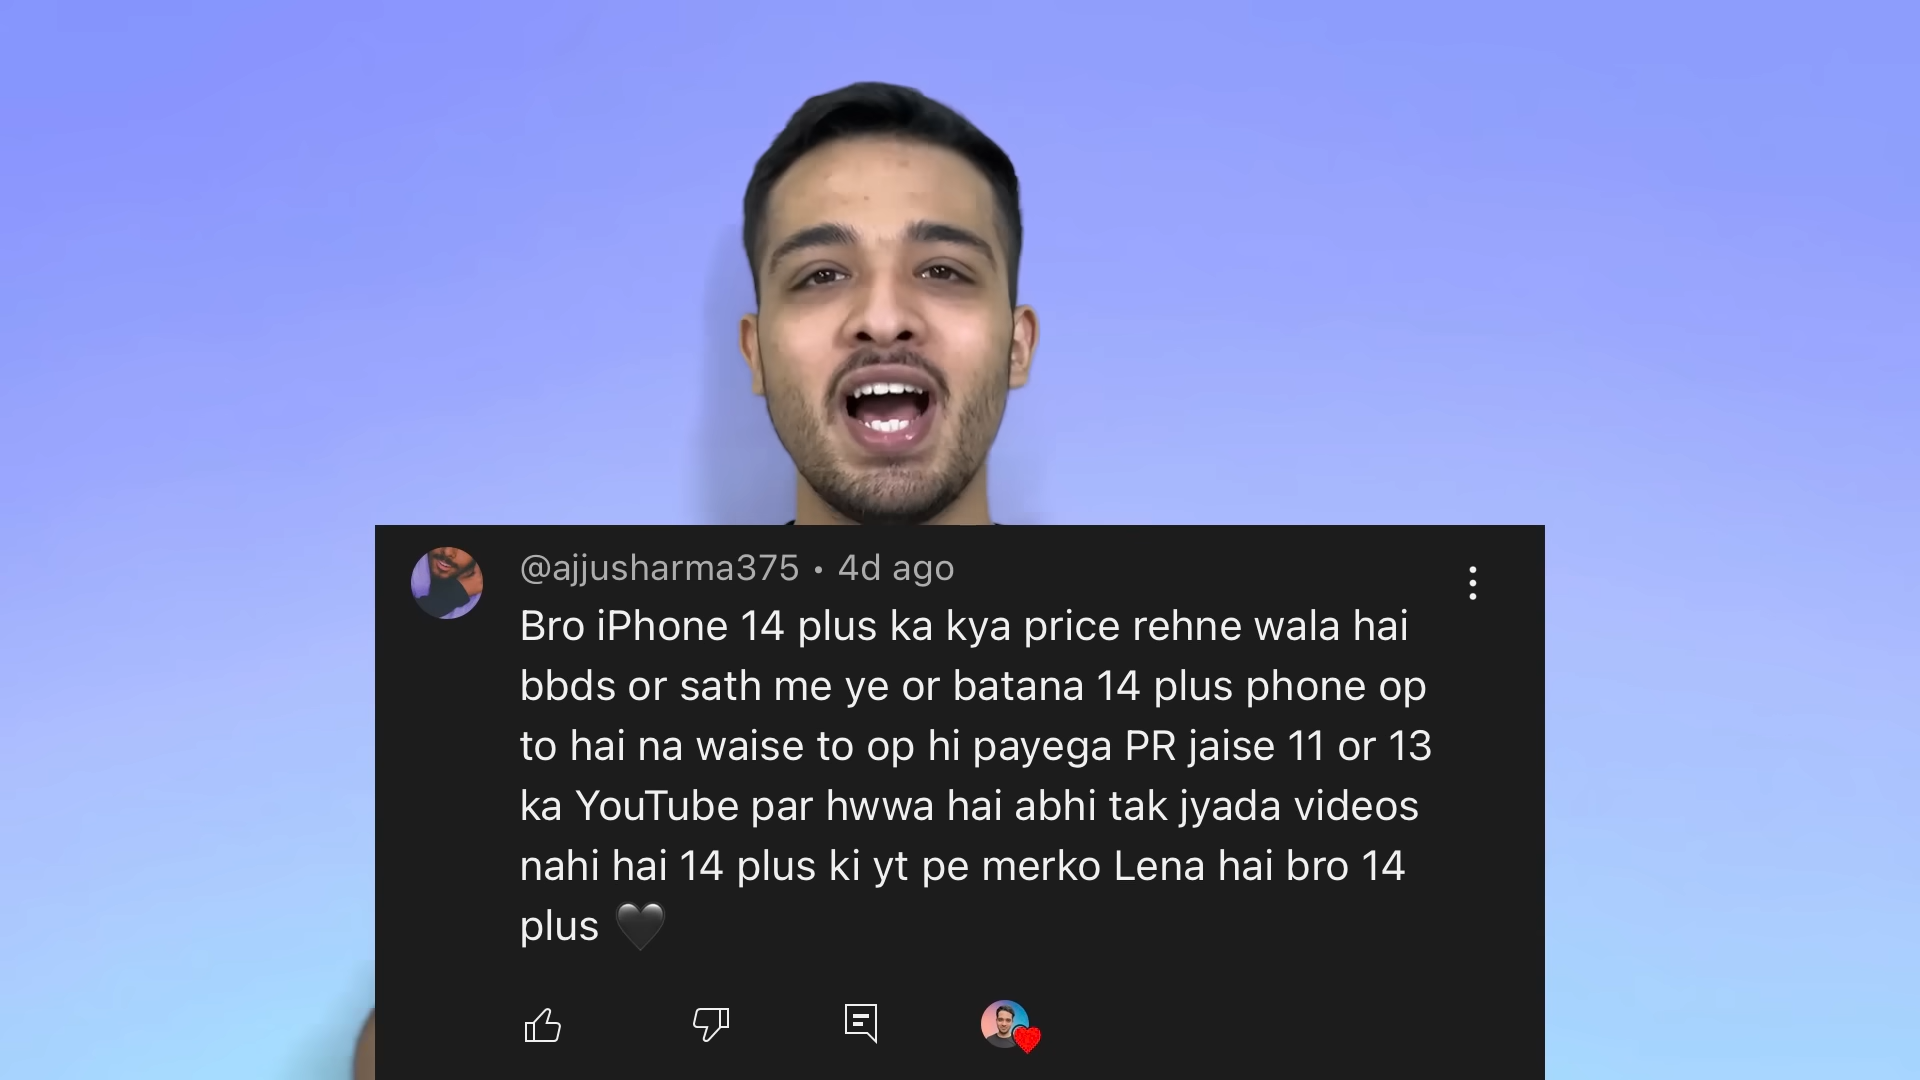 @ajjusharma375 • 4d ago
Bro iPhone 14 plus ka kya price rehne wala hai
bbds or sath me ye or batana 14 plus phone op
to hai na waise to op hi payega PR jaise 11 or 13
ka YouTube par hwwa hai abhi tak jyada videos
nahi hai 14 plus ki yt pe merko Lena hai bro 14
plus 🖤